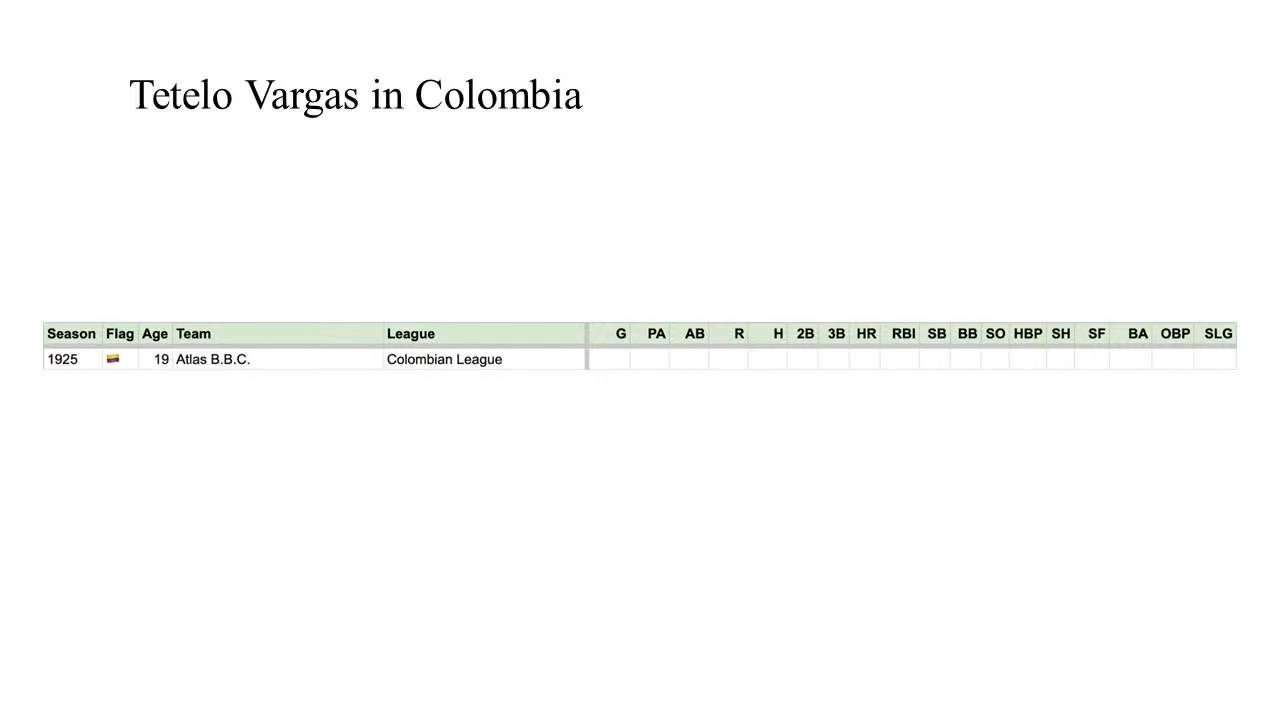 Tetelo Vargas in Colombia
Season Flag Age Team League G PA AB R H 2B 3B HR RBI SB BB SO HBP SH SF BA OBP SLG
1925 19 Atlas B.B.C. Colombian League